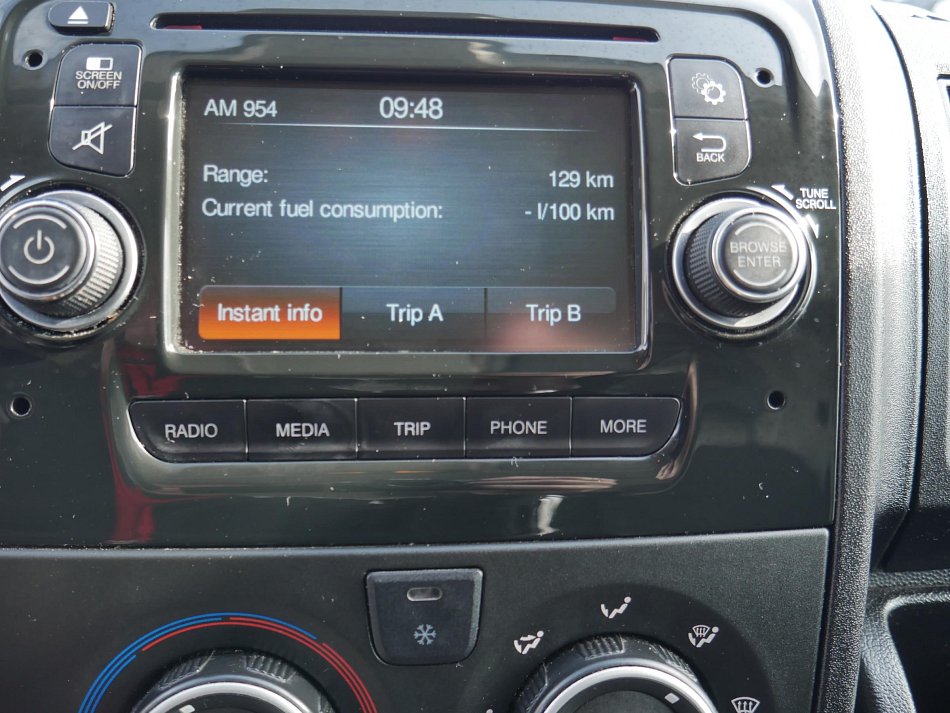 SCREEN
ON/OFF
AM 954
09:48
Range:
129 km
Current fuel consumption:
- l/100 km
Instant info
Trip A
Trip B
BACK
TUNE
SCROLL
BROWSE
ENTER
RADIO
MEDIA
TRIP
PHONE
MORE